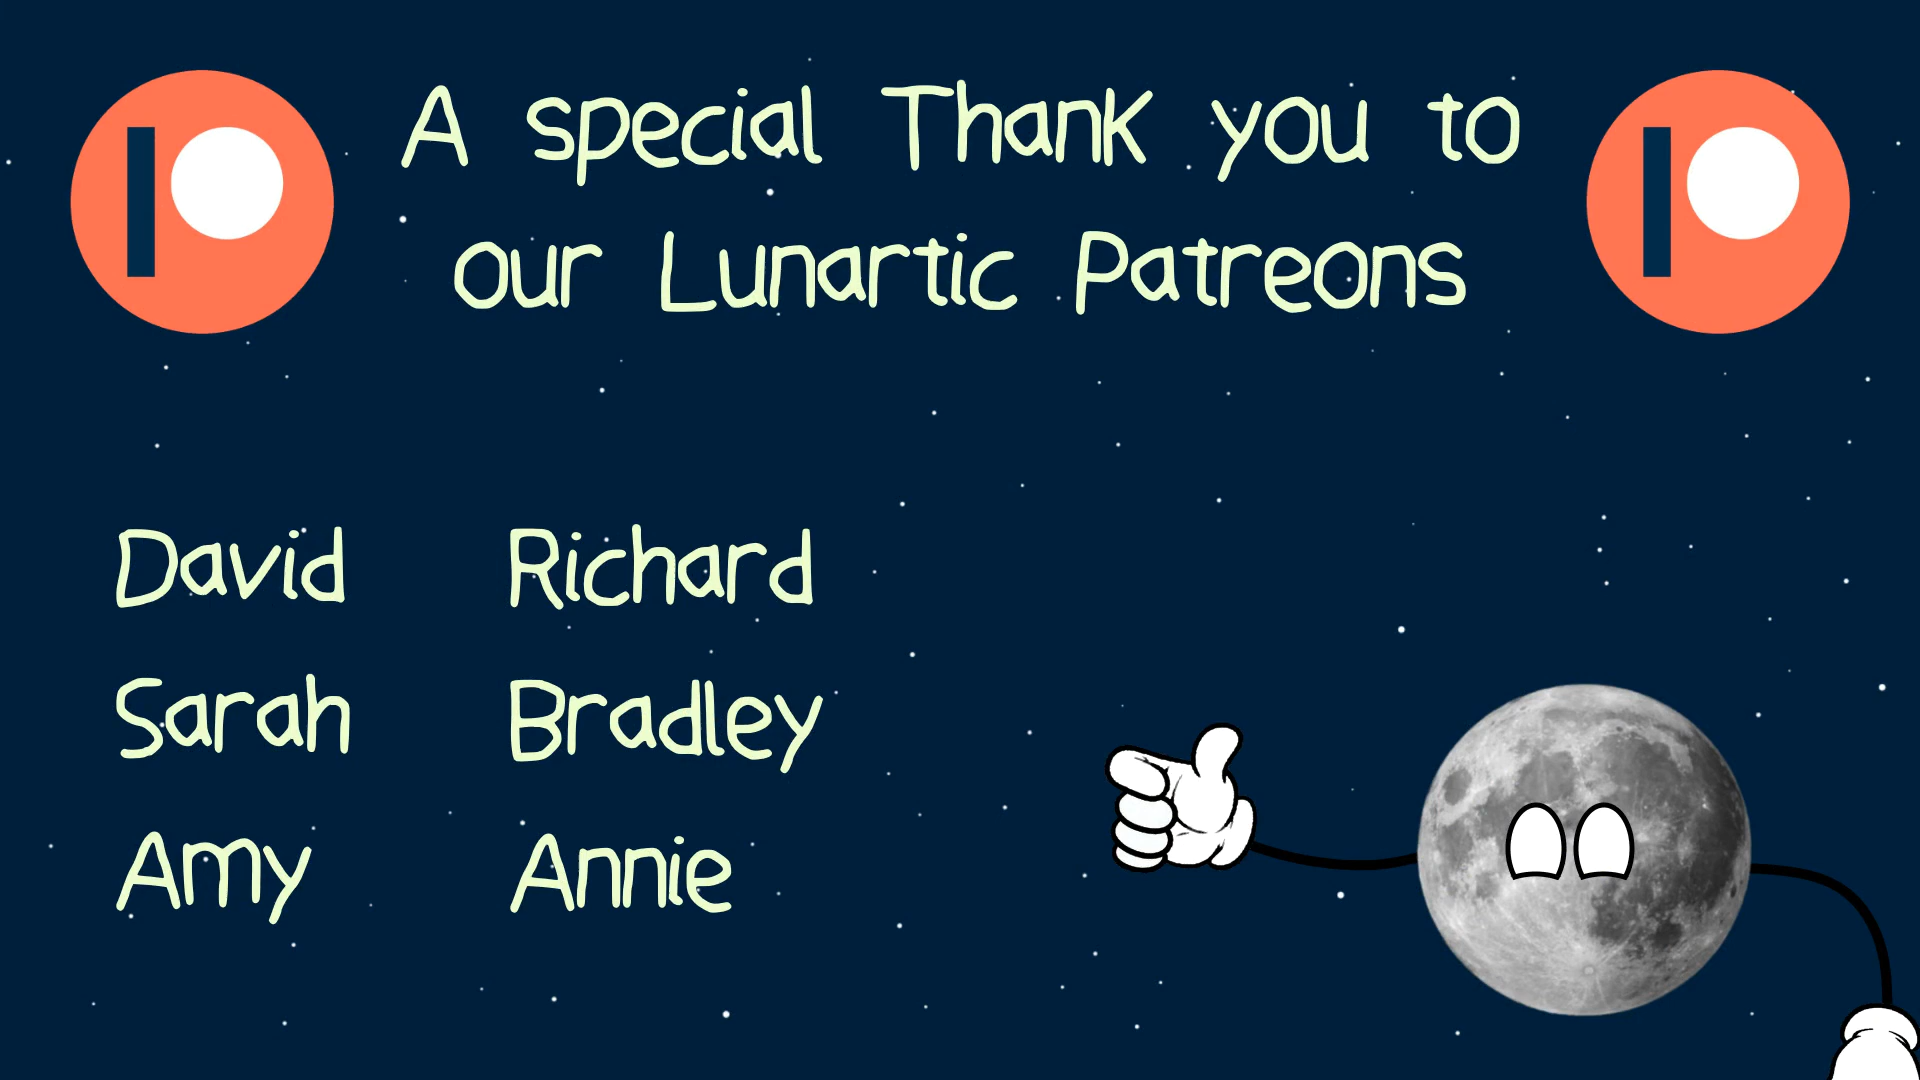 A special Thank you to
our Lunartic Patreons
David Richard
Sarah Bradley
Amy Annie